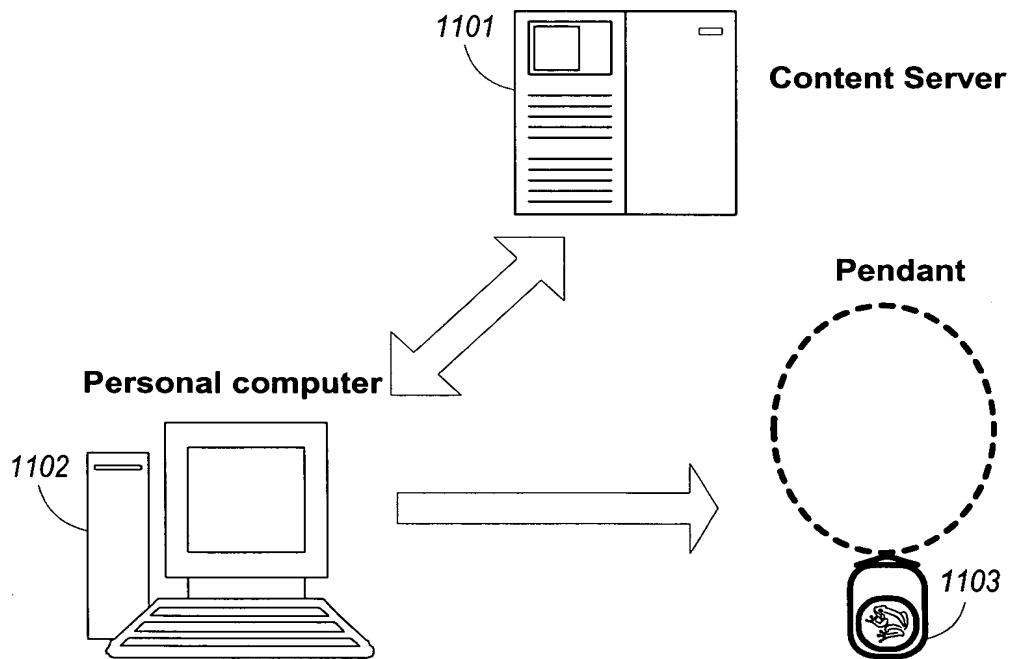 1101
Content Server
Pendant
Personal computer
1102
1103